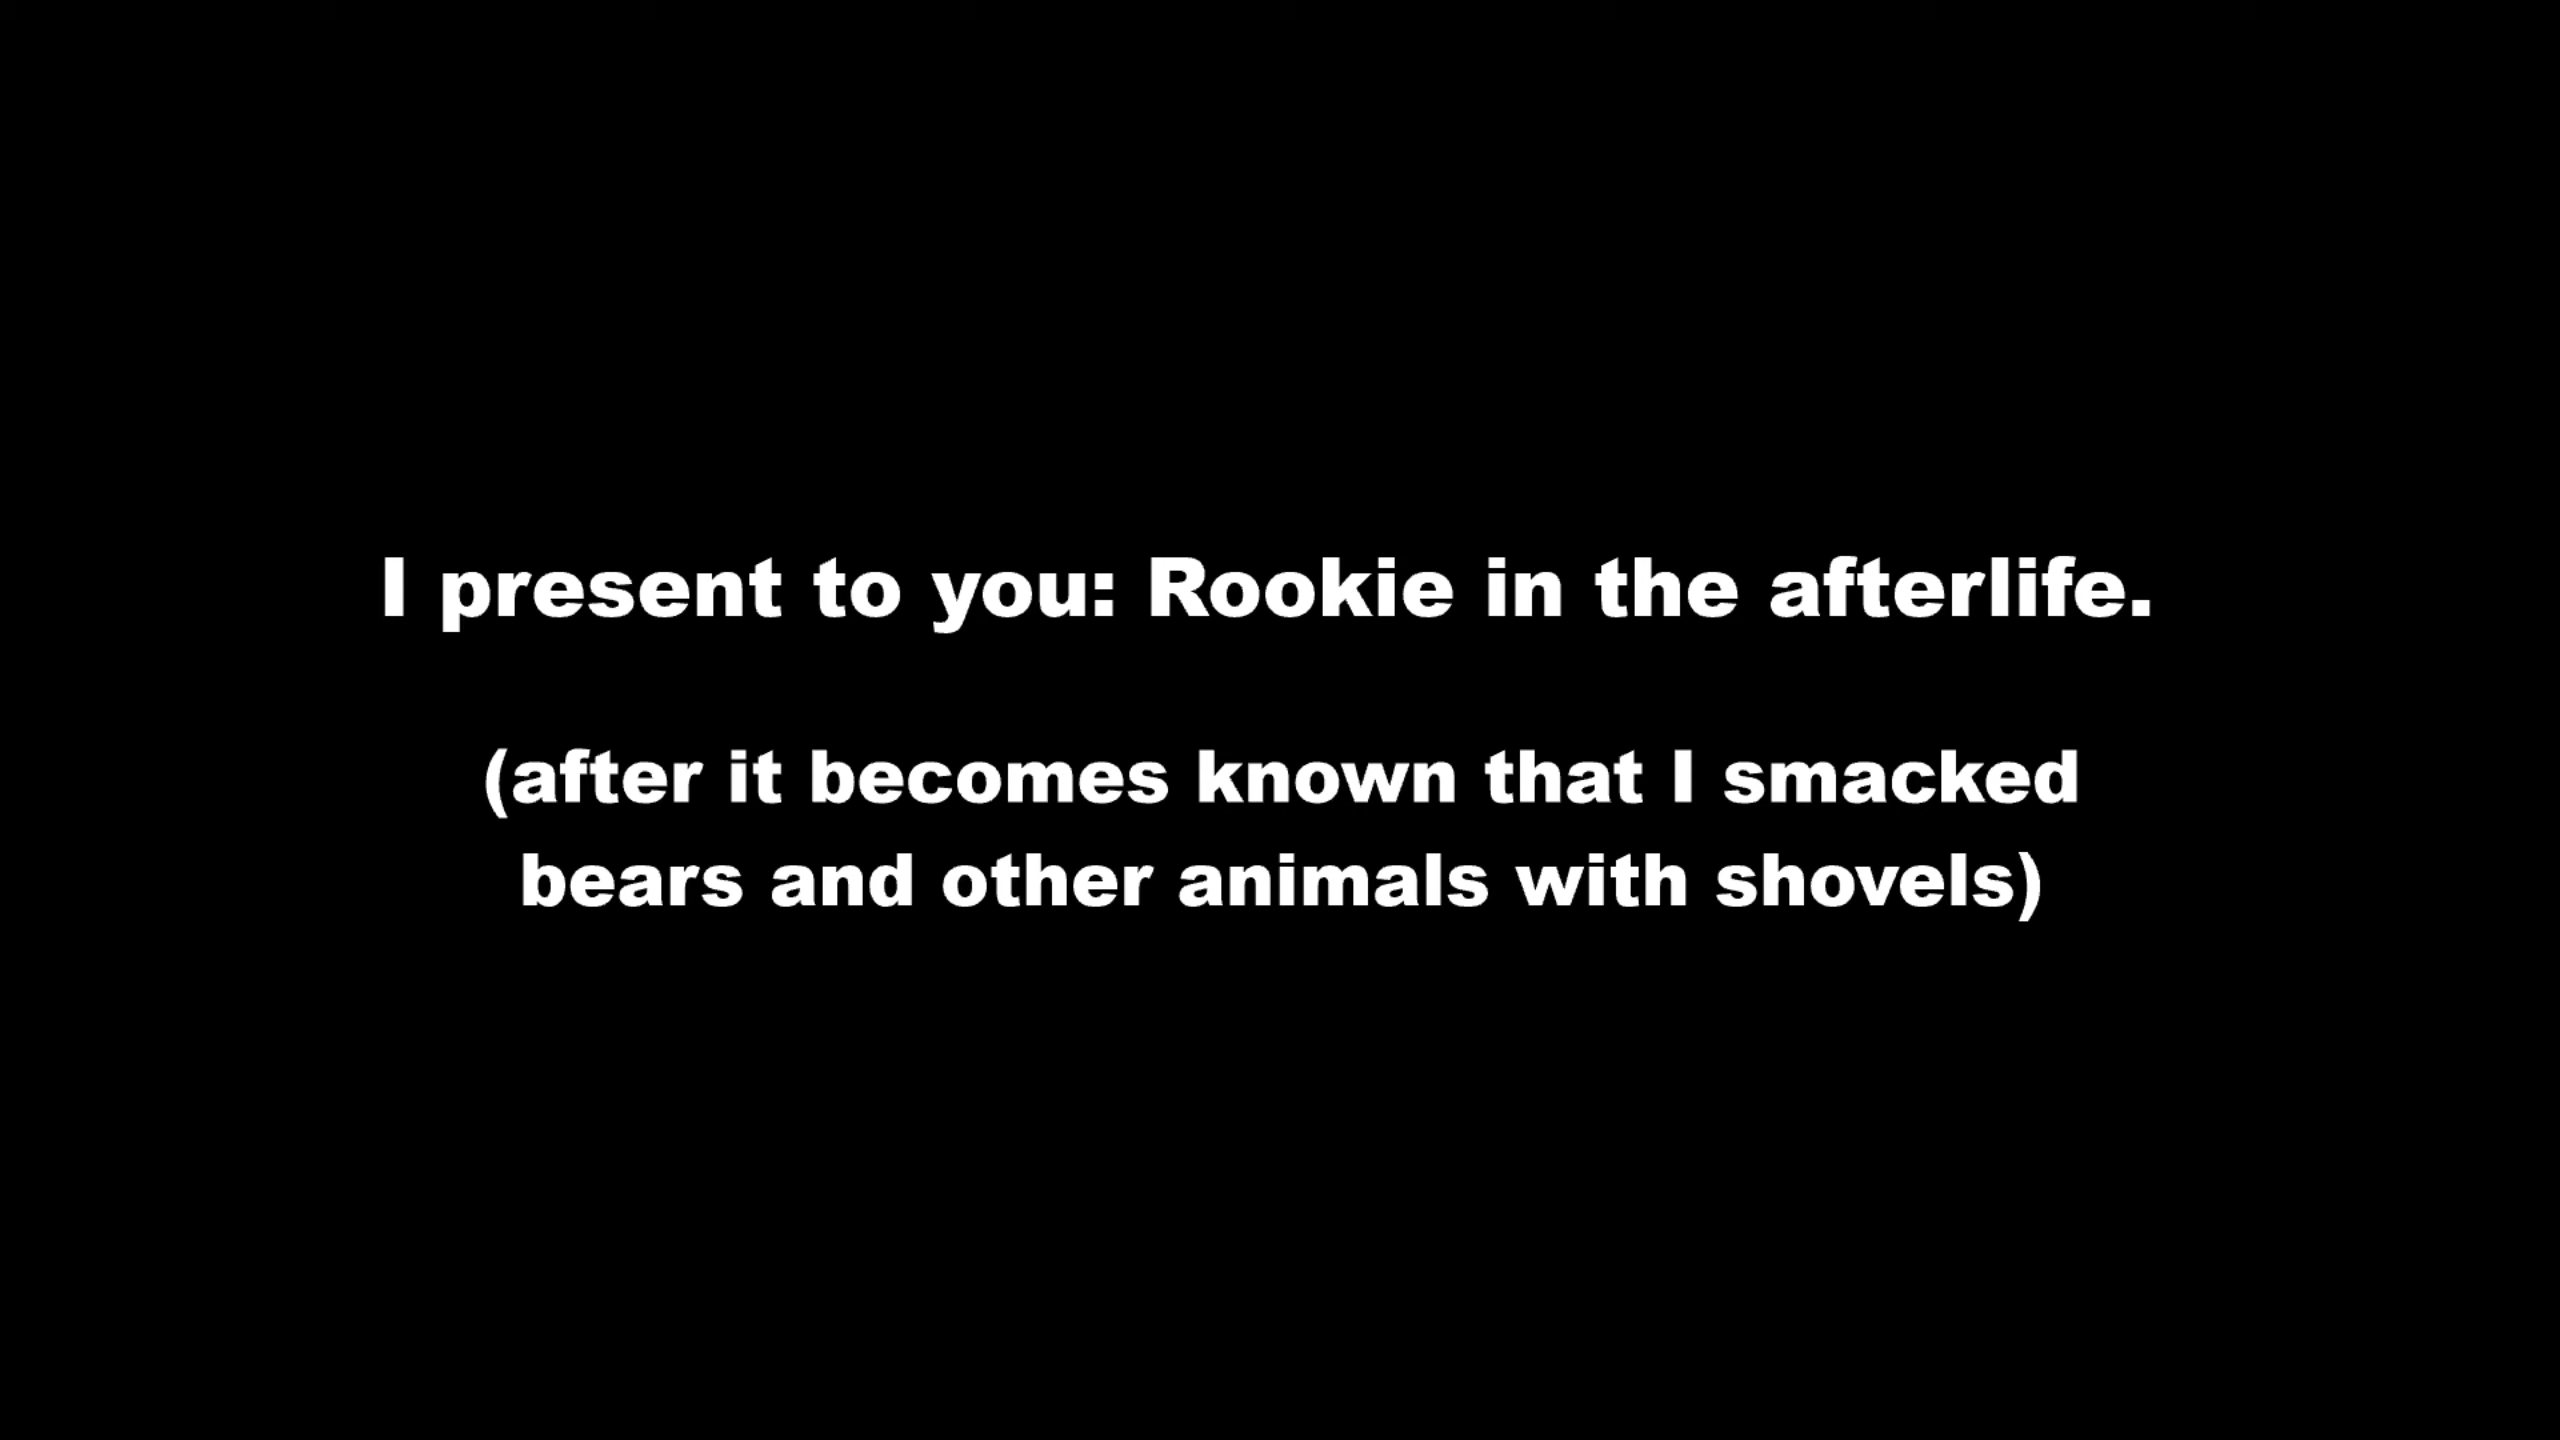 I present to you: Rookie in the afterlife.
(after it becomes known that I smacked
bears and other animals with shovels)